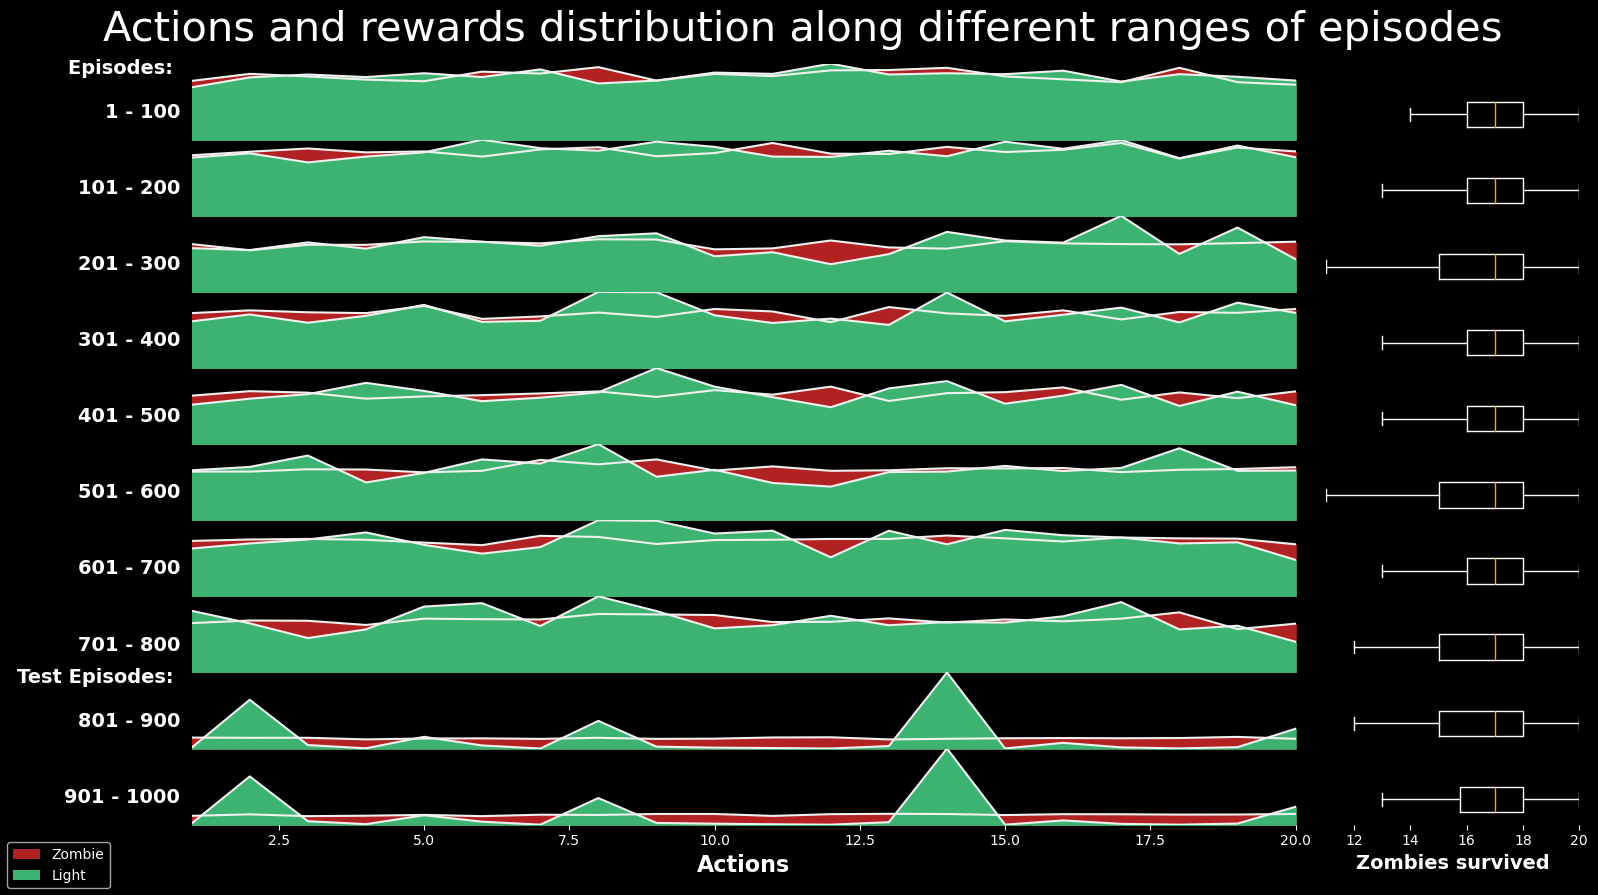 Actions and rewards distribution along different ranges of episodes
Episodes:
1 - 100
101 - 200
201 - 300
301 - 400
401 - 500
501 - 600
601 - 700
701 - 800
Test Episodes:
801 - 900
901 - 1000
2.5 5.0 7.5 10.0 12.5 15.0 17.5 20.0
Actions
12 14 16 18 20
Zombies survived
Zombie
Light